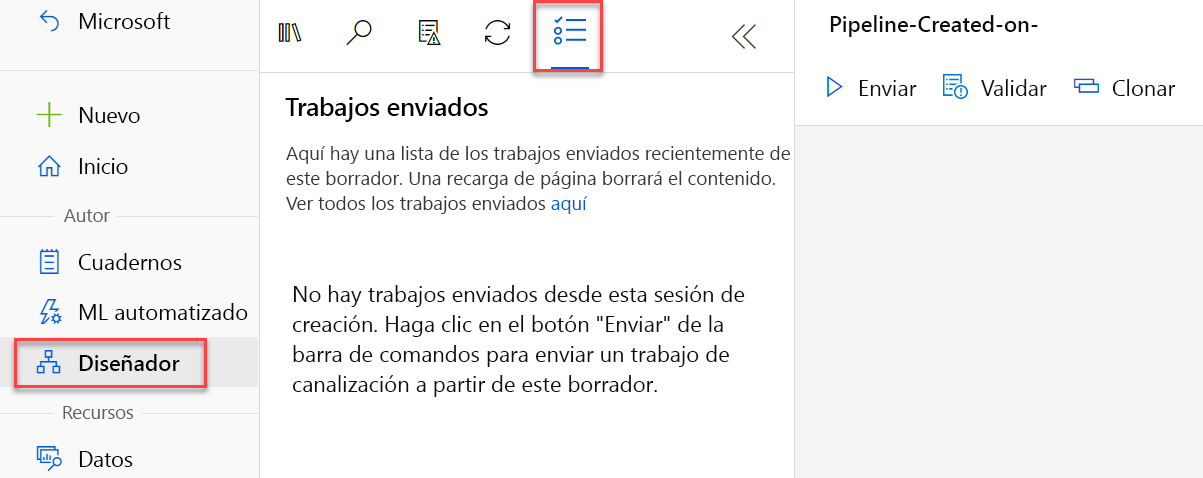 Microsoft
Nuevo
Inicio
Autor
Cuadernos
ML automatizado
Diseñador
Recursos
Datos
Trabajos enviados
Aquí hay una lista de los trabajos enviados recientemente de
este borrador. Una recarga de página borrará el contenido.
Ver todos los trabajos enviados aquí
No hay trabajos enviados desde esta sesión de
creación. Haga clic en el botón "Enviar" de la
barra de comandos para enviar un trabajo de
canalización a partir de este borrador.
Pipeline-Created-on-
Enviar Validar Clonar